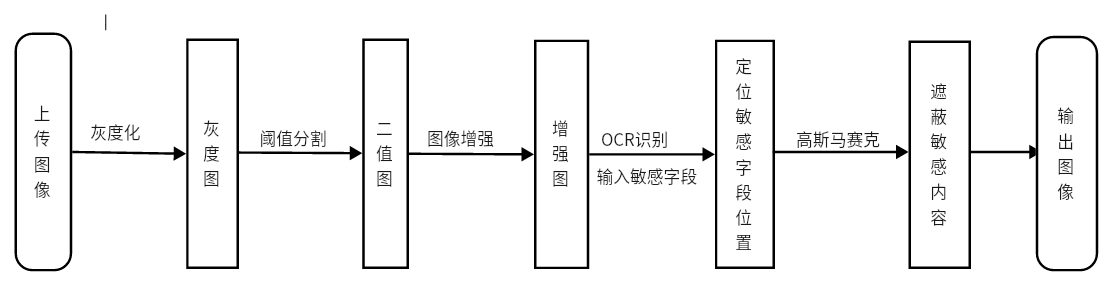 上传图像
灰度化
灰度图
阈值分割
二值图
图像增强
增强图
OCR识别
输入敏感字段
定位敏感字段位置
高斯马赛克
遮蔽敏感内容
输出图像